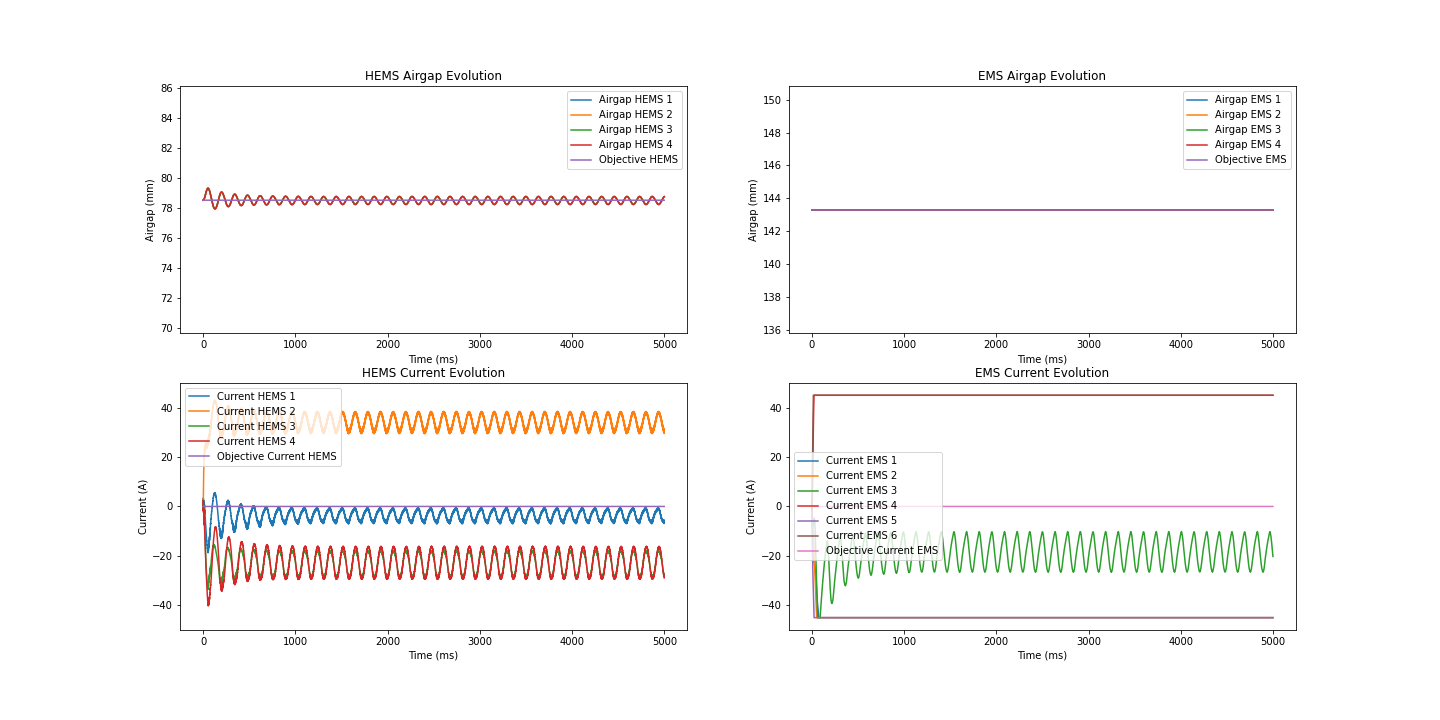 HEMS Airgap Evolution
86
84
82
80
78
76
74
72
70
Airgap (mm)
Airgap HEMS 1
Airgap HEMS 2
Airgap HEMS 3
Airgap HEMS 4
Objective HEMS
0 1000 2000 3000 4000 5000
Time (ms)
EMS Airgap Evolution
150
148
146
144
142
140
138
136
Airgap (mm)
Airgap EMS 1
Airgap EMS 2
Airgap EMS 3
Airgap EMS 4
Objective EMS
0 1000 2000 3000 4000 5000
Time (ms)
HEMS Current Evolution
40
20
0
−20
−40
Current (A)
Current HEMS 1
Current HEMS 2
Current HEMS 3
Current HEMS 4
Objective Current HEMS
0 1000 2000 3000 4000 5000
Time (ms)
EMS Current Evolution
40
20
0
−20
−40
Current (A)
Current EMS 1
Current EMS 2
Current EMS 3
Current EMS 4
Current EMS 5
Current EMS 6
Objective Current EMS
0 1000 2000 3000 4000 5000
Time (ms)